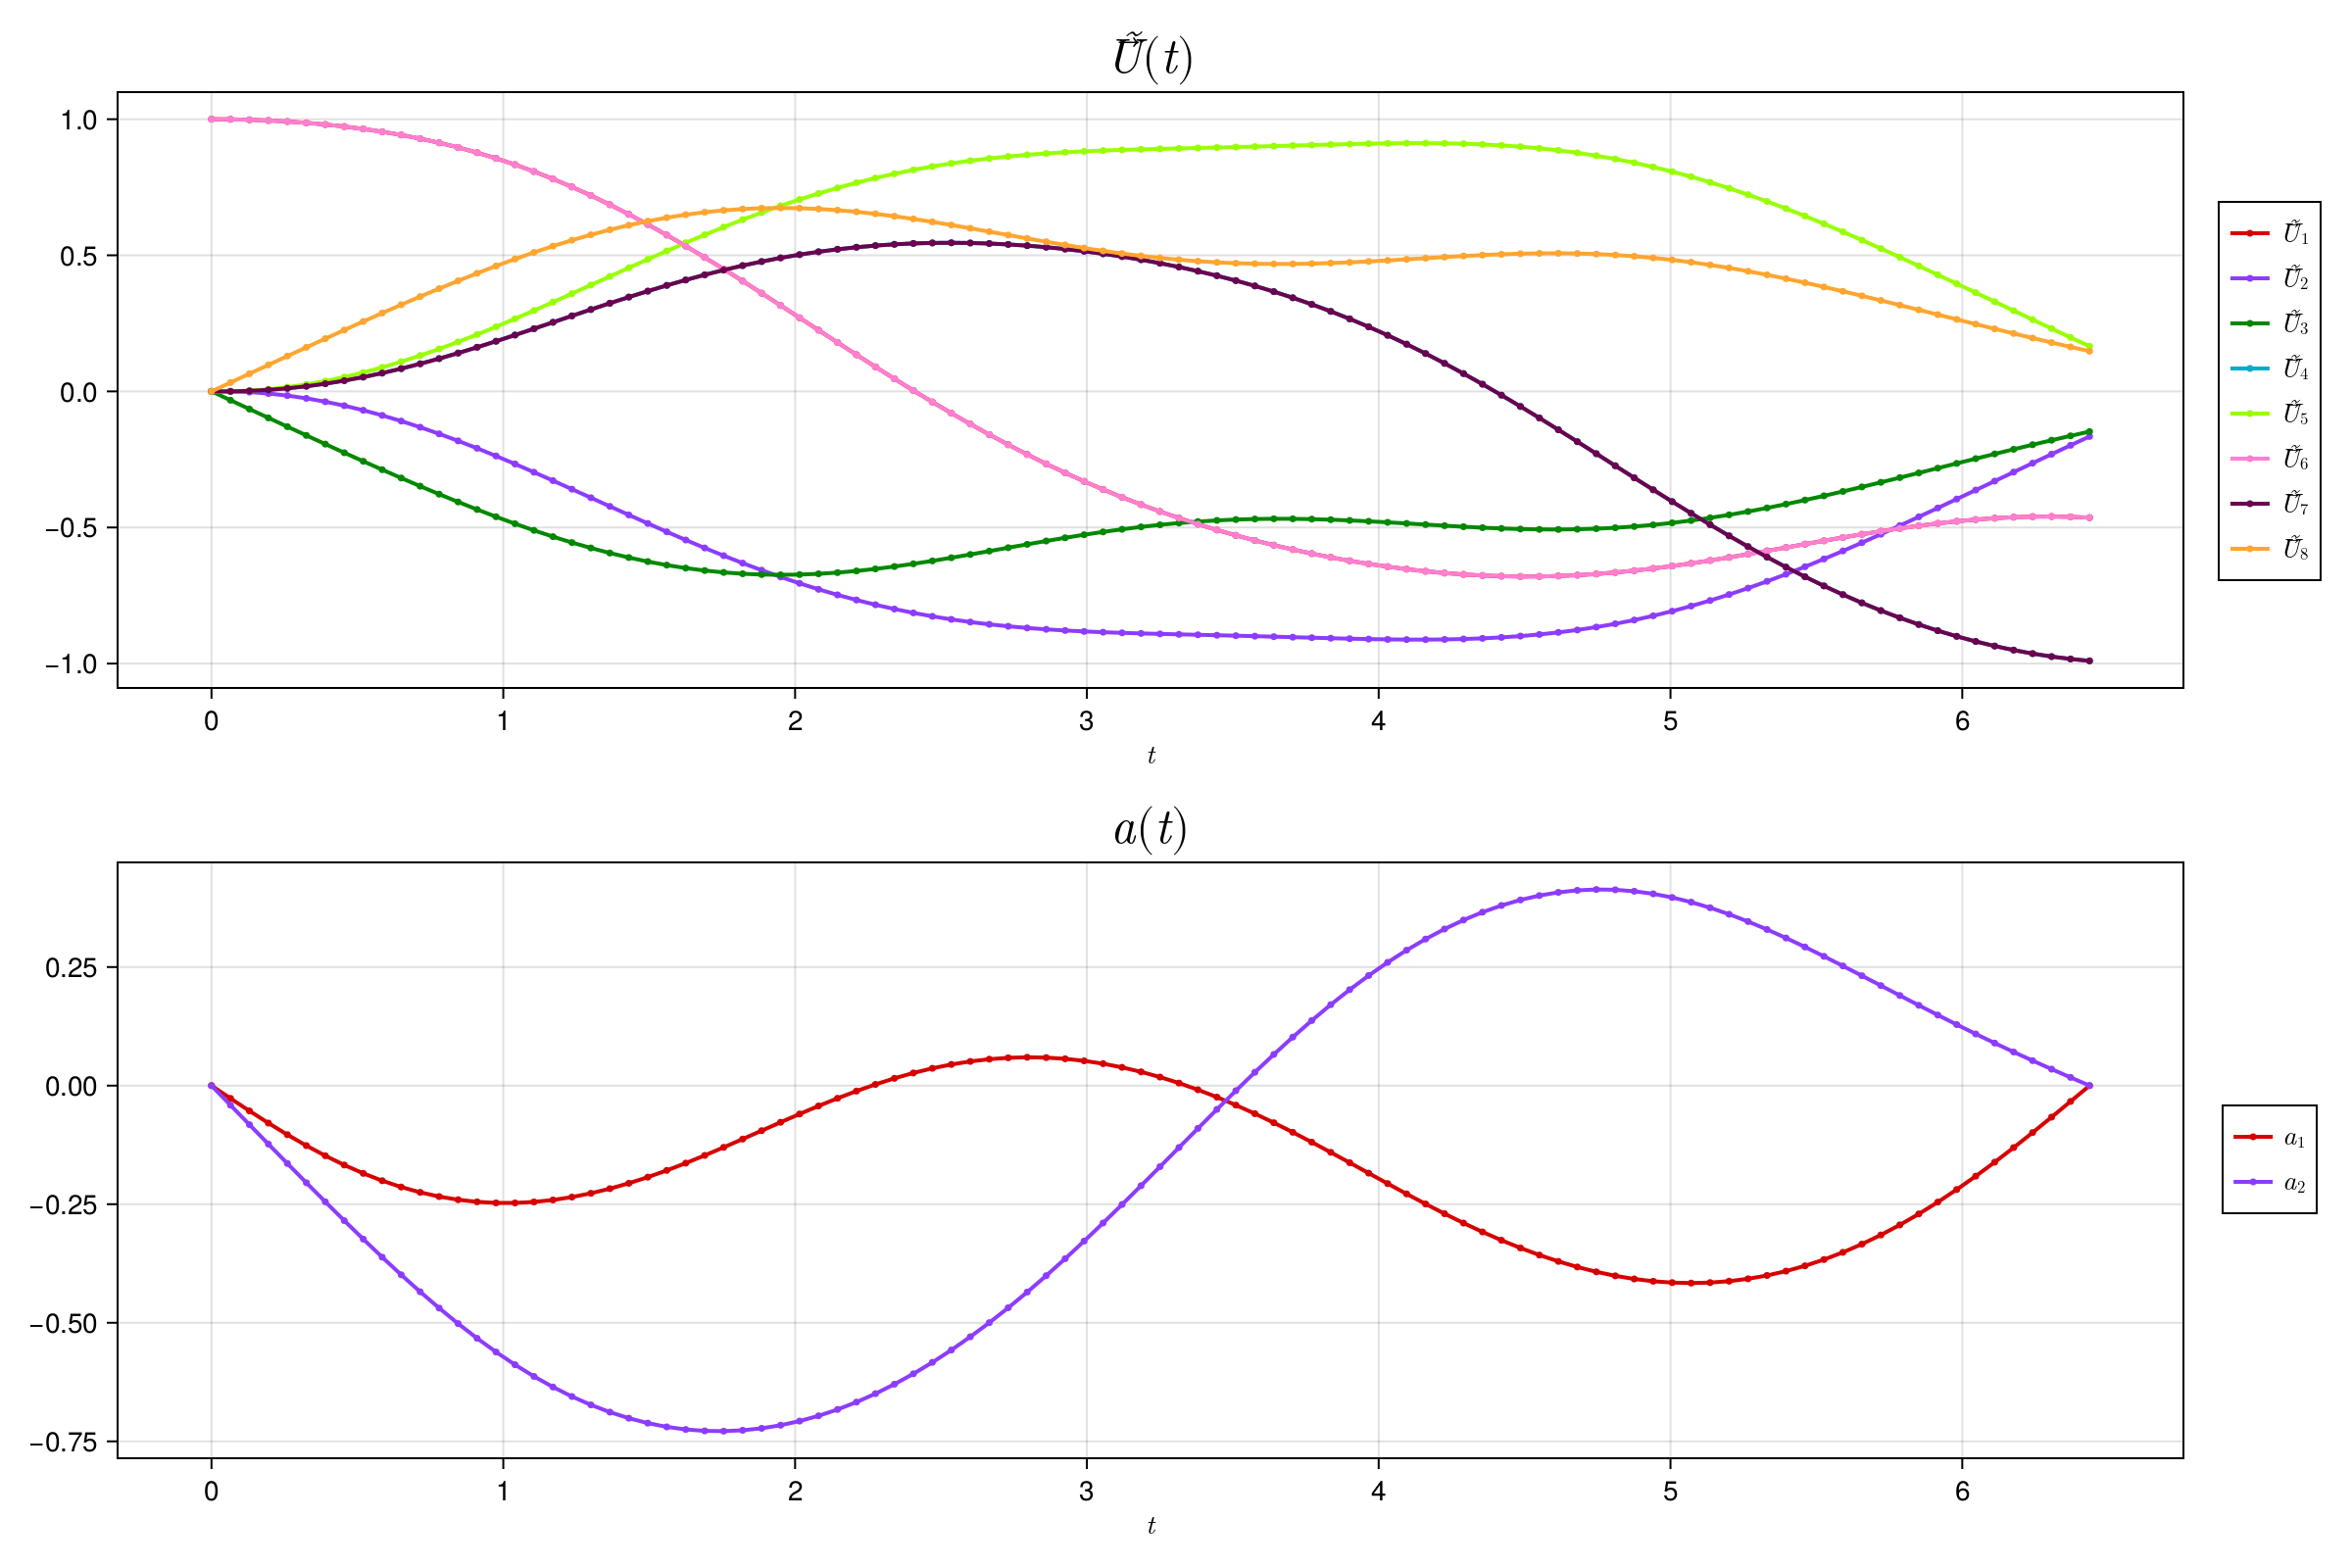 Ũ⃗(t)
1.0
0.5
0.0
−0.5
−1.0
0 1 2 3 4 5 6
t
Ũ⃗₁
Ũ⃗₂
Ũ⃗₃
Ũ⃗₄
Ũ⃗₅
Ũ⃗₆
Ũ⃗₇
Ũ⃗₈
a(t)
0.25
0.00
−0.25
−0.50
−0.75
0 1 2 3 4 5 6
t
a₁
a₂